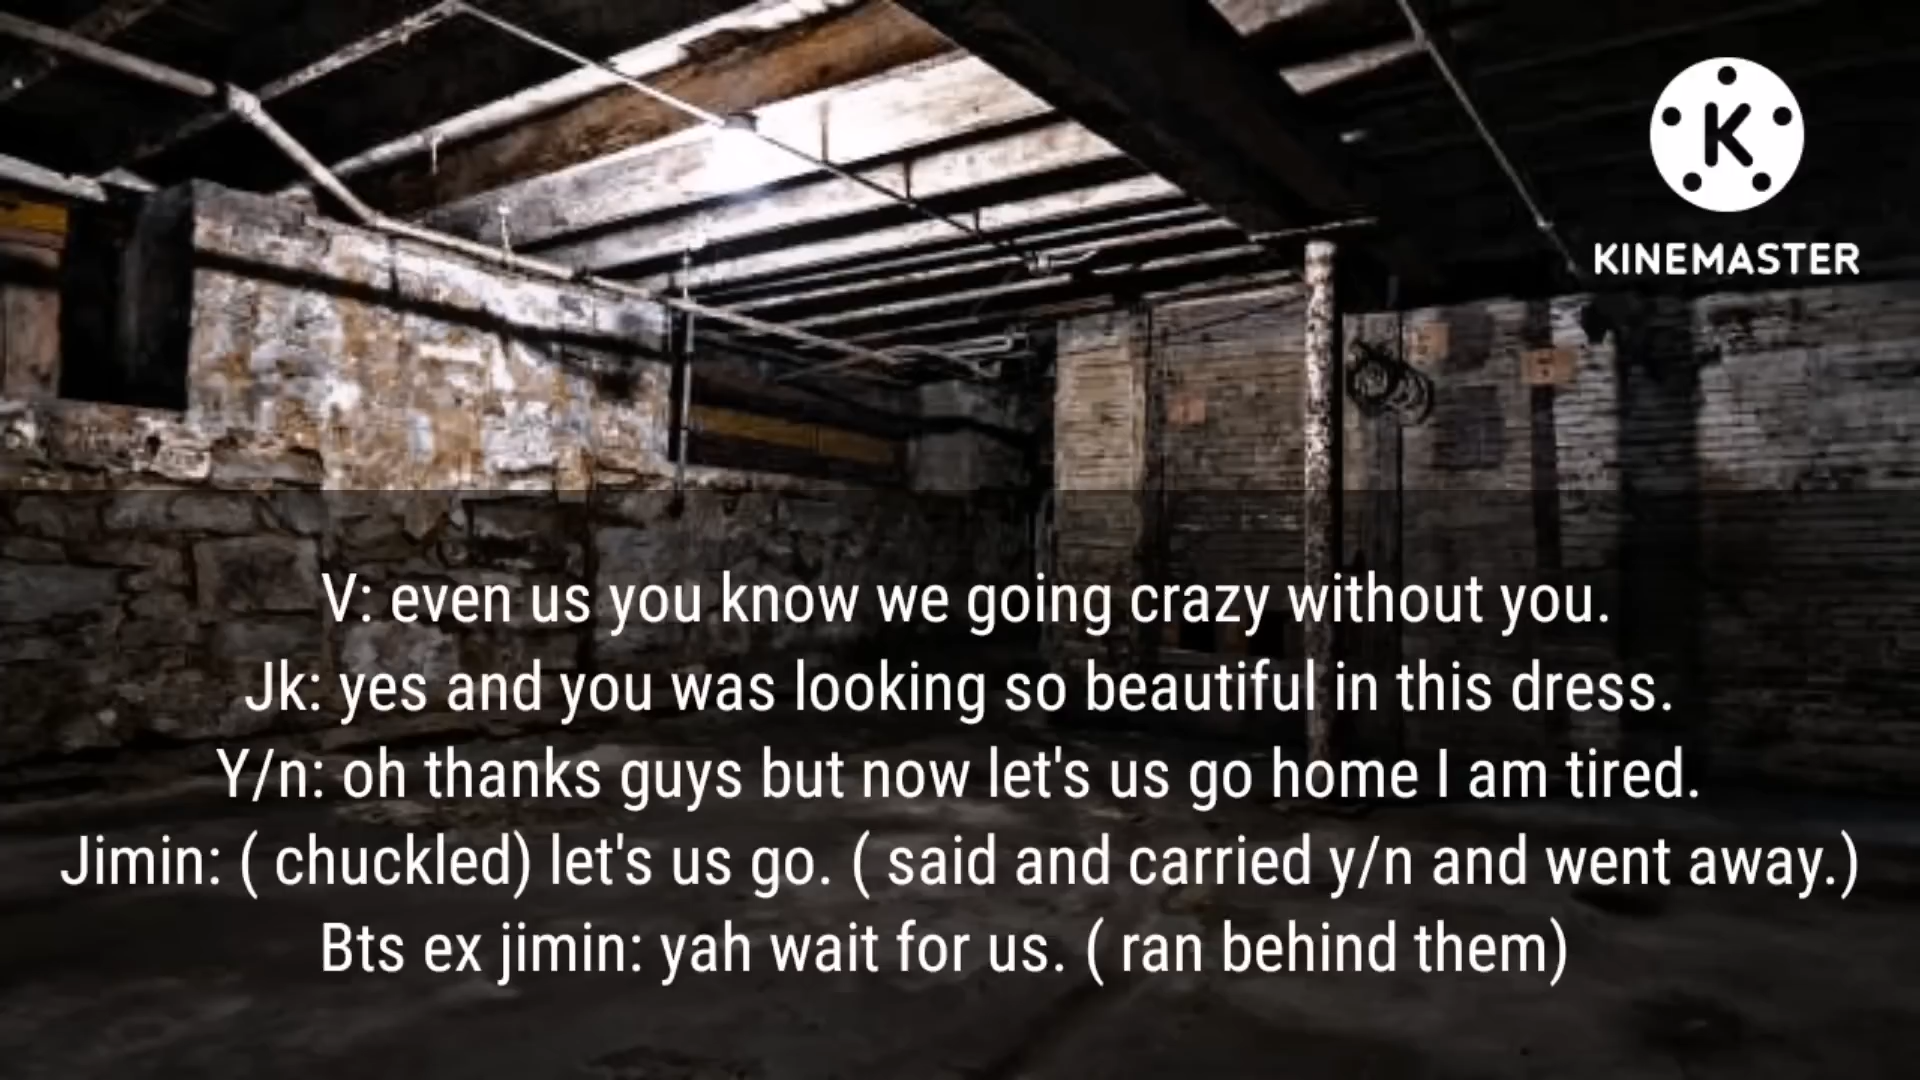 K
KINEMASTER
V: even us you know we going crazy without you.
Jk: yes and you was looking so beautiful in this dress.
Y/n: oh thanks guys but now let's us go home I am tired.
Jimin: ( chuckled) let's us go. ( said and carried y/n and went away.)
Bts ex jimin: yah wait for us. ( ran behind them)